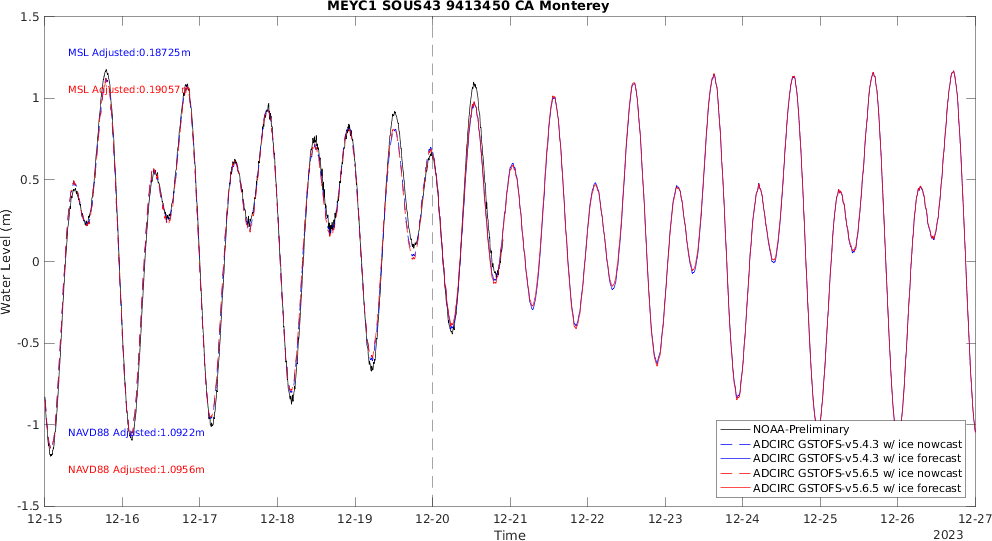 MEYC1 SOUS43 9413450 CA Monterey
1.5
1
0.5
0
-0.5
-1
-1.5
Water Level (m)
MSL Adjusted:0.18725m
MSL Adjusted:0.19057m
NAVD88 Adjusted:1.0922m
NAVD88 Adjusted:1.0956m
NOAA-Preliminary
ADCIRC GSTOFS-v5.4.3 w/ ice nowcast
ADCIRC GSTOFS-v5.4.3 w/ ice forecast
ADCIRC GSTOFS-v5.6.5 w/ ice nowcast
ADCIRC GSTOFS-v5.6.5 w/ ice forecast
12-15 12-16 12-17 12-18 12-19 12-20 12-21 12-22 12-23 12-24 12-25 12-26 12-27
Time
2023